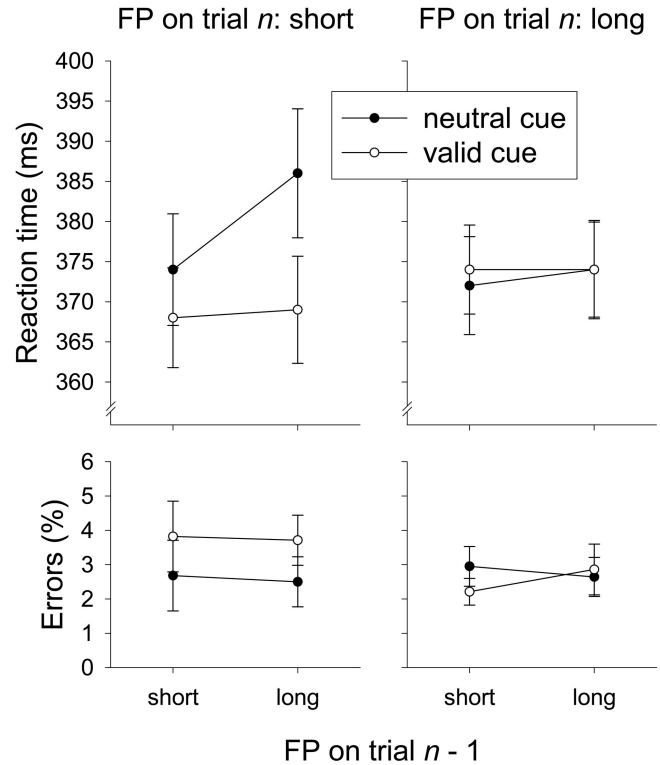 FP on trial n: short
FP on trial n: long
neutral cue
valid cue
Reaction time (ms)
400
395
390
385
380
375
370
365
360
Errors (%)
6
5
4
3
2
1
0
short
long
short
long
FP on trial n - 1